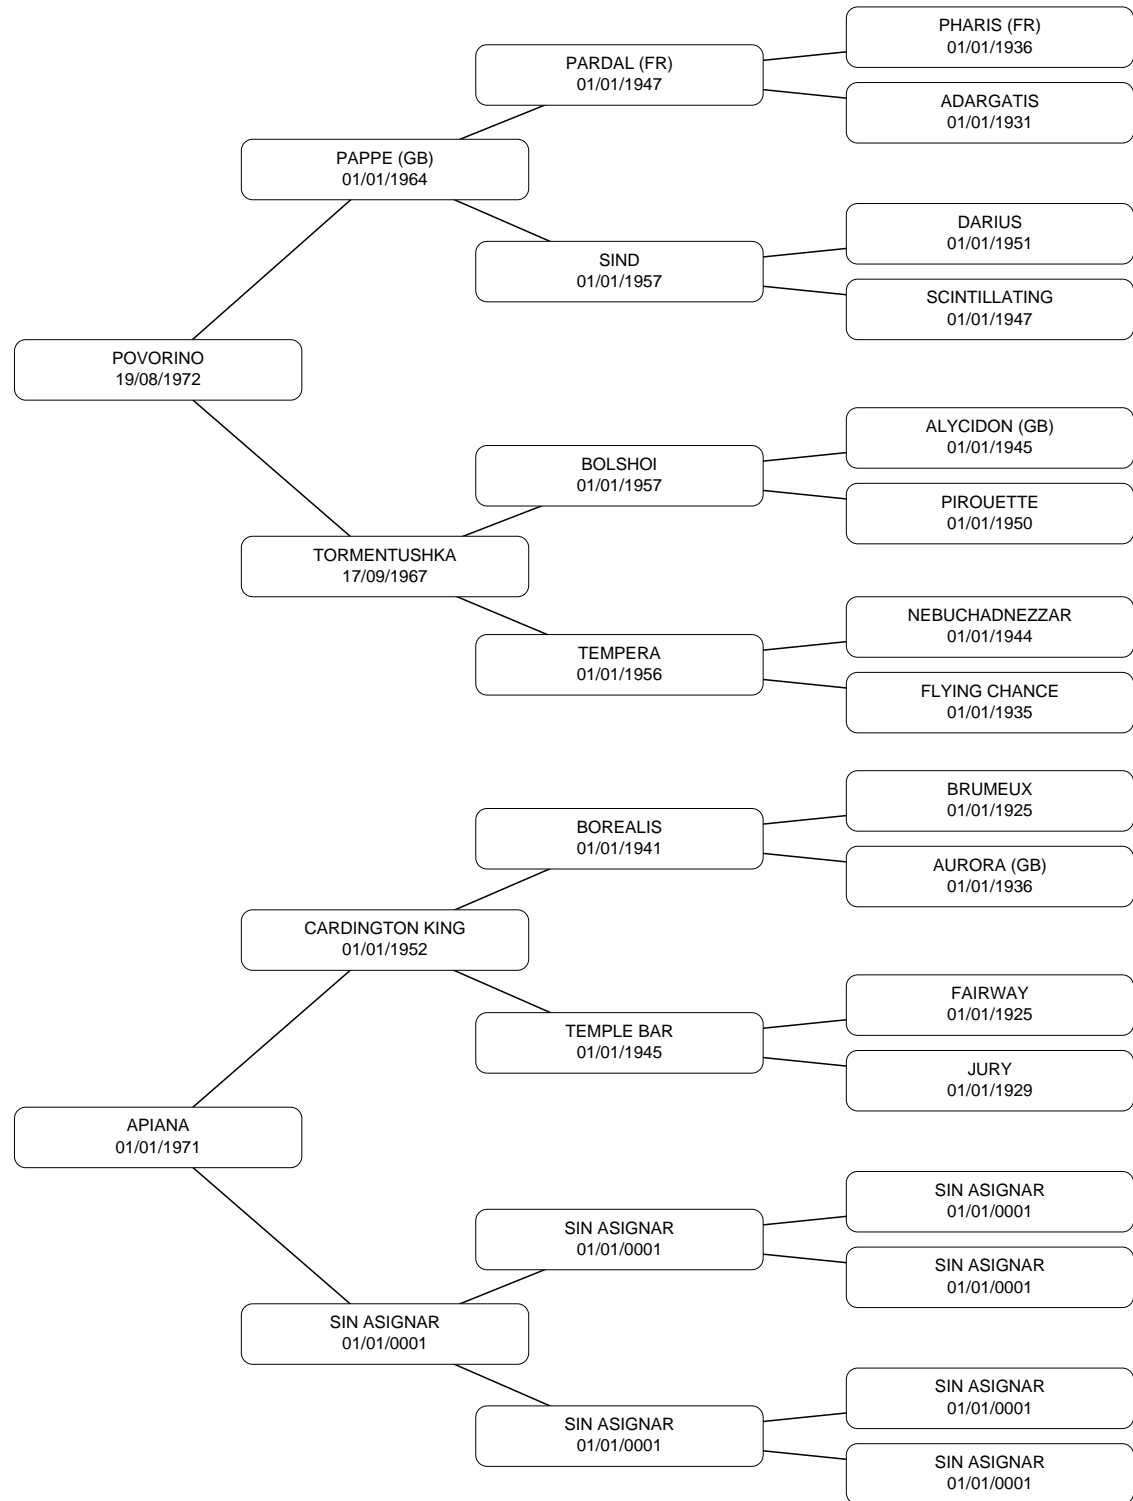 PHARIS (FR)
01/01/1936
PARDAL (FR)
01/01/1947
ADARGATIS
01/01/1931
PAPPE (GB)
01/01/1964
DARIUS
01/01/1951
SIND
01/01/1957
SCINTILLATING
01/01/1947
POVORINO
19/08/1972
ALYCIDON (GB)
01/01/1945
BOLSHOI
01/01/1957
PIROUETTE
01/01/1950
TORMENTUSHKA
17/09/1967
NEBUCHADNEZZAR
01/01/1944
TEMPERA
01/01/1956
FLYING CHANCE
01/01/1935
BRUMEUX
01/01/1925
BOREALIS
01/01/1941
AURORA (GB)
01/01/1936
CARDINGTON KING
01/01/1952
FAIRWAY
01/01/1925
TEMPLE BAR
01/01/1945
JURY
01/01/1929
APIANA
01/01/1971
SIN ASIGNAR
01/01/0001
SIN ASIGNAR
01/01/0001
SIN ASIGNAR
01/01/0001
SIN ASIGNAR
01/01/0001
SIN ASIGNAR
01/01/0001
SIN ASIGNAR
01/01/0001
SIN ASIGNAR
01/01/0001